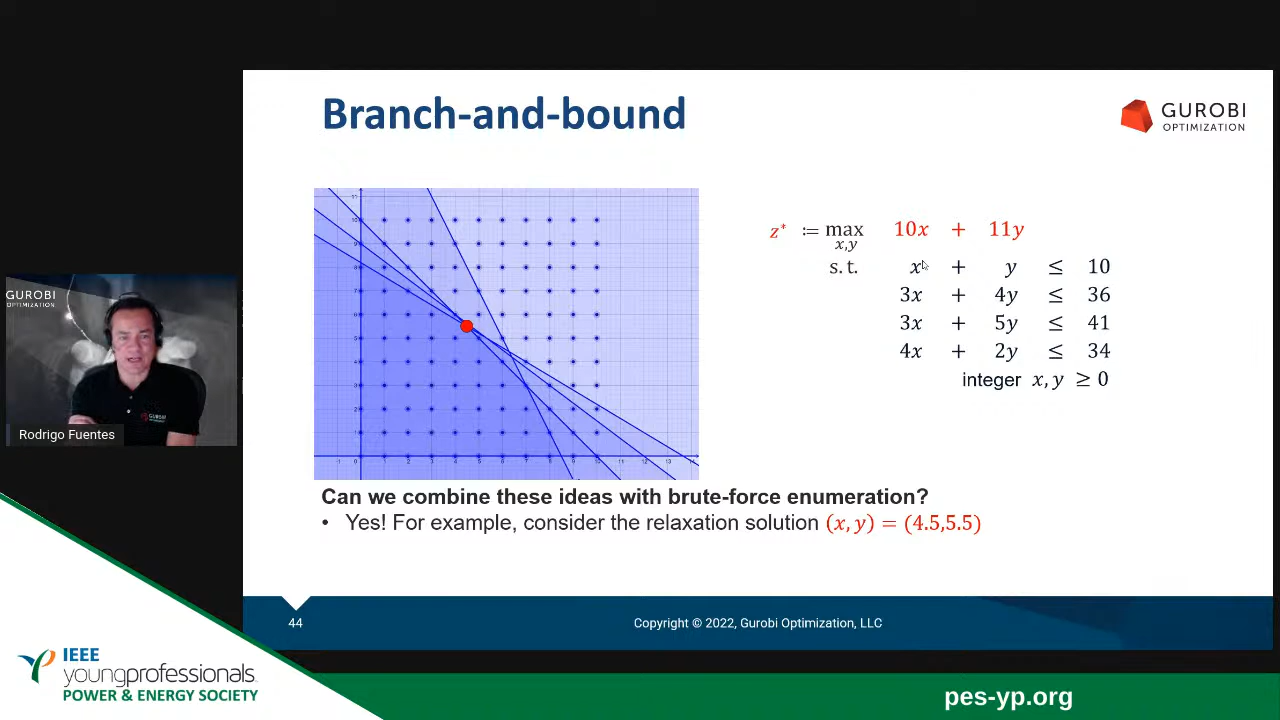 Branch-and-bound
GUROBI
OPTIMIZATION
z* := max 10x + 11y
x,y
s.t. x + y ≤ 10
3x + 4y ≤ 36
3x + 5y ≤ 41
4x + 2y ≤ 34
integer x, y ≥ 0
GUROBI
OPTIMIZATION
Rodrigo Fuentes
Can we combine these ideas with brute-force enumeration?
• Yes! For example, consider the relaxation solution (x, y) = (4.5,5.5)
44
Copyright © 2022, Gurobi Optimization, LLC
IEEE
youngprofessionals
POWER & ENERGY SOCIETY
pes-yp.org